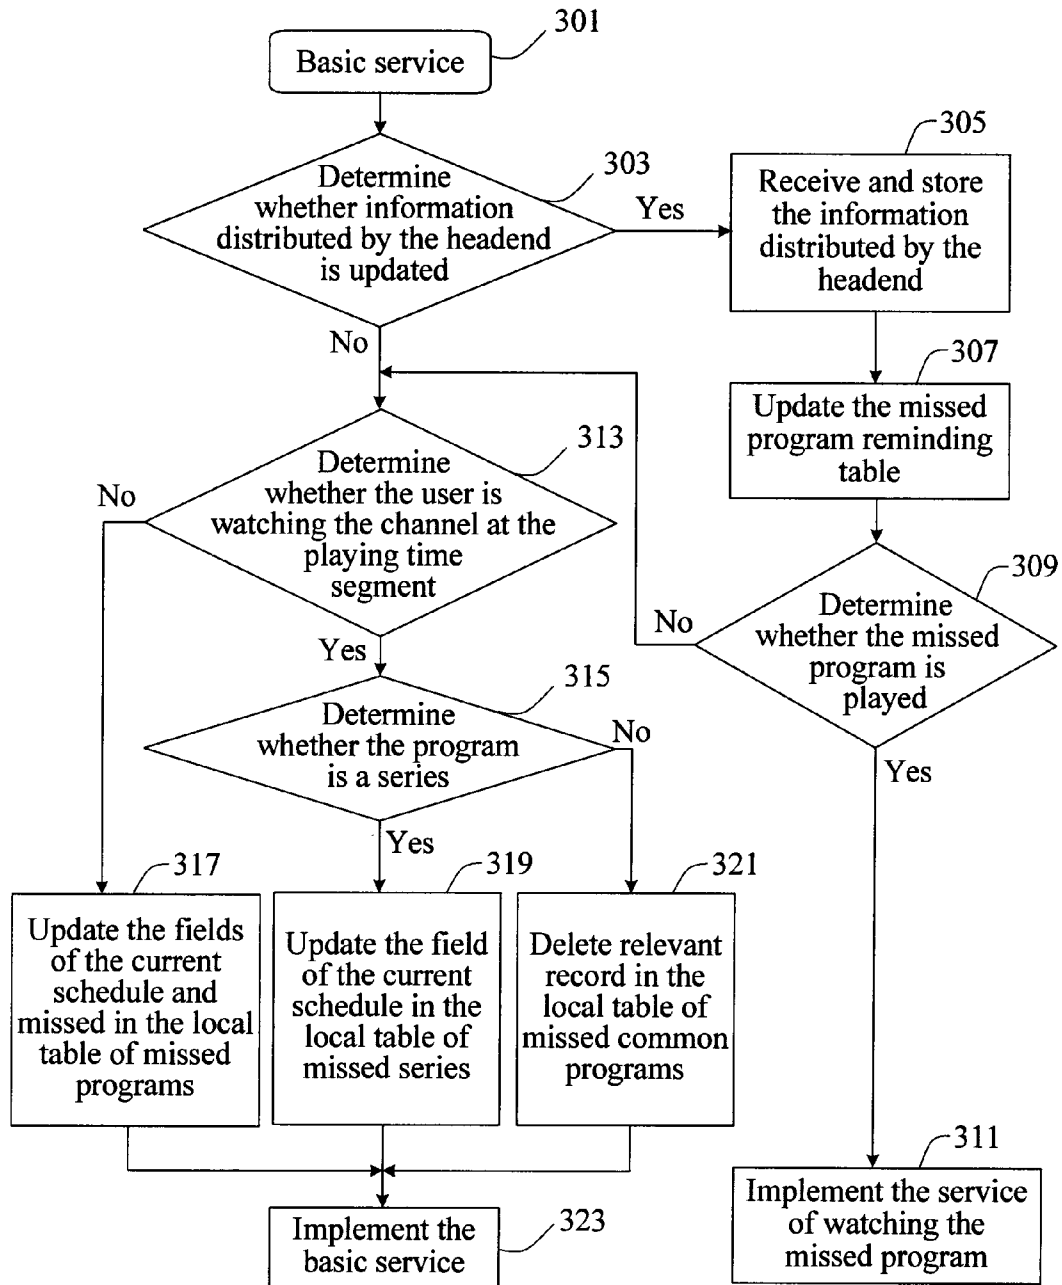 301
Basic service
303
Determine
whether information
distributed by the headend
is updated
Yes
No
305
Receive and store
the information
distributed by the
headend
307
Update the missed
program reminding
table
309
Determine
whether the missed
program is
played
No
Yes
313
Determine
whether the user is
watching the channel at the
playing time
segment
No
Yes
315
Determine
whether the program
is a series
No
Yes
317
Update the fields
of the current
schedule and
missed in the local
table of missed
programs
319
Update the field
of the current
schedule in the
local table of
missed series
321
Delete relevant
record in the
local table of
missed common
programs
311
Implement the service
of watching the
missed program
323
Implement the
basic service